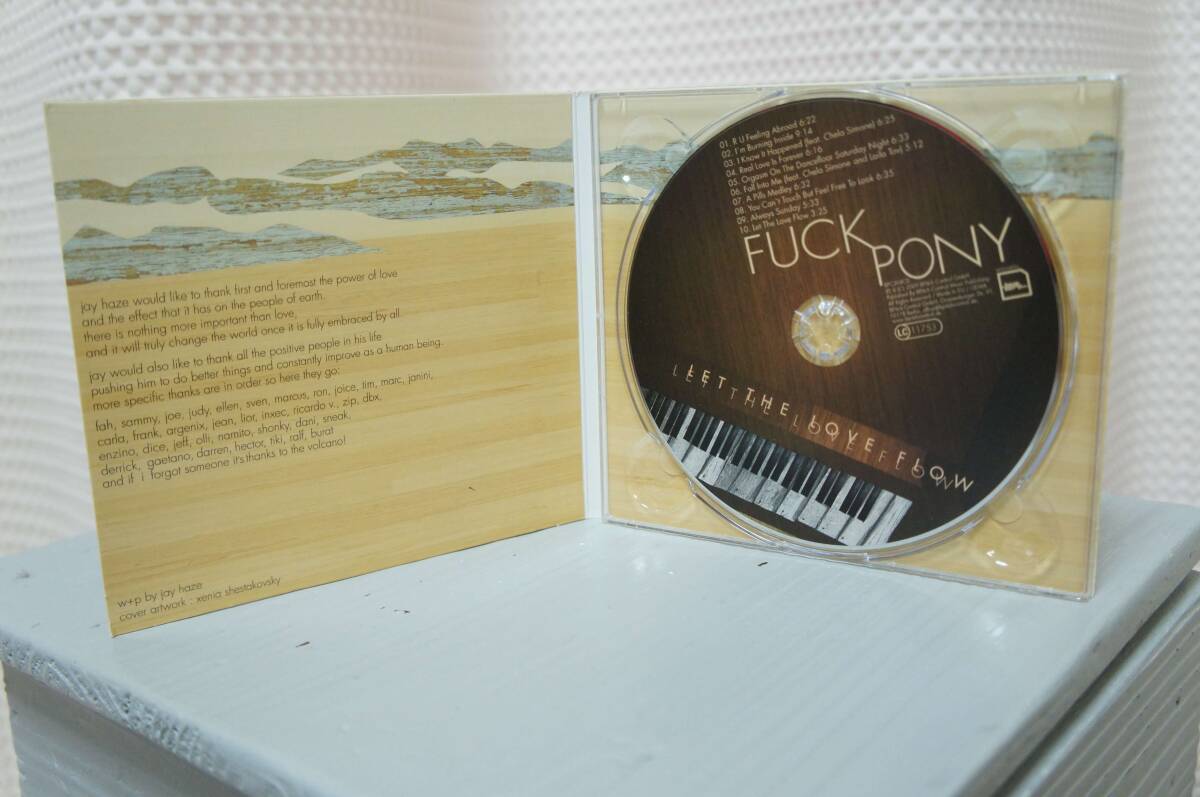 jay haze would like to thank first and foremost the power of love
and the effect that it has on the people of earth.
there is nothing more important than love,
and it will truly change the world once it is fully embraced by all.
jay would also like to thank all the positive people in his life
pushing him to do better things and constantly improve as a human being.
more specific thanks are in order so here they go:
fah, sammy, joe, judy, ellen, sven, marcus, ron, joice, tim, marc, janini,
carla, frank, argenix, jean, lior, inxec, ricardo v., zip, dbx,
enzino, dice, jeff, olli, namito, shonky, dani, sneak,
derrick, gaetano, darren, hector, tiki, ralf, burat
and if i forgot someone it's thanks to the volcano!
w+p by jay haze
cover artwork : xenia shestakovsky
01. R U Feeling Abroad 6:22
02. I'm Burning Inside 9:14
03. I Know It Happened (feat. Chela Simone) 6:25
04. Real Love Is Forever 6:16
05. Orgasm On The Dancefloor Saturday Night 6:33
06. Fall Into Me (feat. Chela Simone and Laila Tov) 5:12
07. A Pills Medley 6:32
08. You Can't Touch But Feel Free To Look 6:35
09. Always Sunday 5:33
10. Let The Love Flow 3:25
FUCK
PONY
LC 11753
LET THE LOVE FLOW
LET THE LOVE FLOW